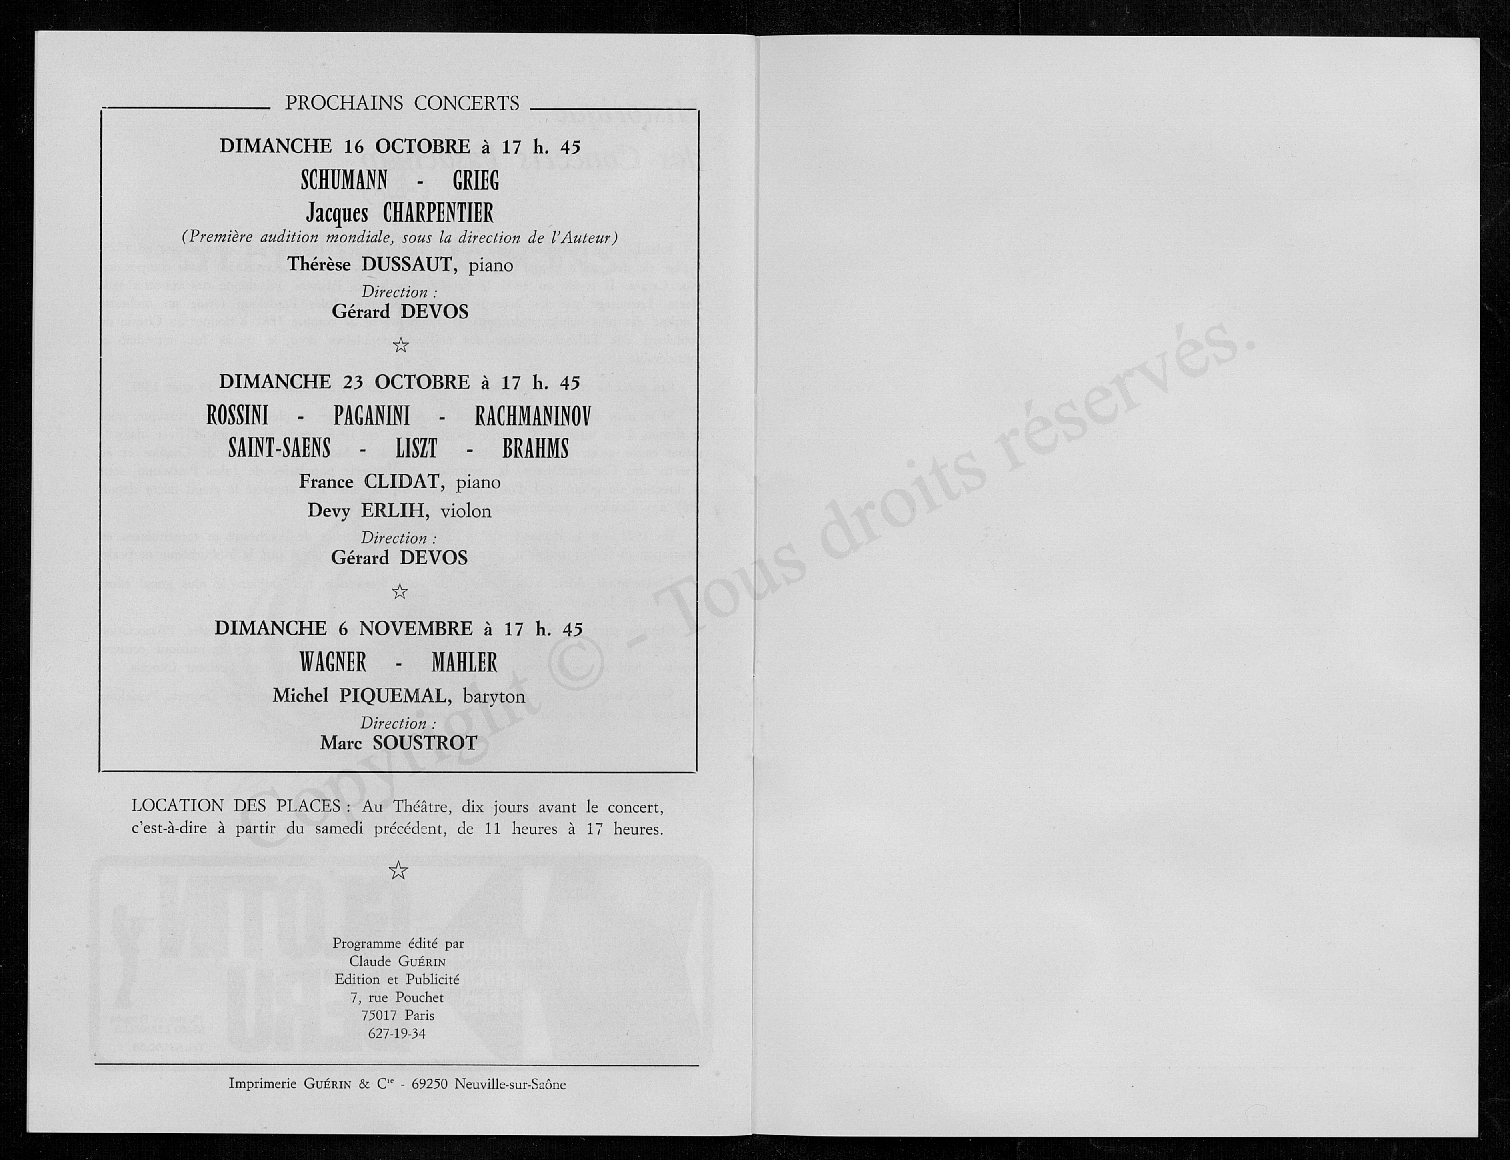 PROCHAINS CONCERTS
DIMANCHE 16 OCTOBRE à 17 h. 45
SCHUMANN - GRIEG
Jacques CHARPENTIER
(Première audition mondiale, sous la direction de l'Auteur)
Thérèse DUSSAUT, piano
Direction :
Gérard DEVOS
☆
DIMANCHE 23 OCTOBRE à 17 h. 45
ROSSINI - PAGANINI - RACHMANINOV
SAINT-SAENS - LISZT - BRAHMS
France CLIDAT, piano
Devy ERLIH, violon
Direction :
Gérard DEVOS
☆
DIMANCHE 6 NOVEMBRE à 17 h. 45
WAGNER - MAHLER
Michel PIQUEMAL, baryton
Direction :
Marc SOUSTROT
LOCATION DES PLACES : Au Théâtre, dix jours avant le concert,
c'est-à-dire à partir du samedi précédent, de 11 heures à 17 heures.
☆
Programme édité par
Claude GUÉRIN
Edition et Publicité
7, rue Pouchet
75017 Paris
627-19-34
Imprimerie GUÉRIN & Cie - 69250 Neuville-sur-Saône
Copyright © - Tous droits réservés.